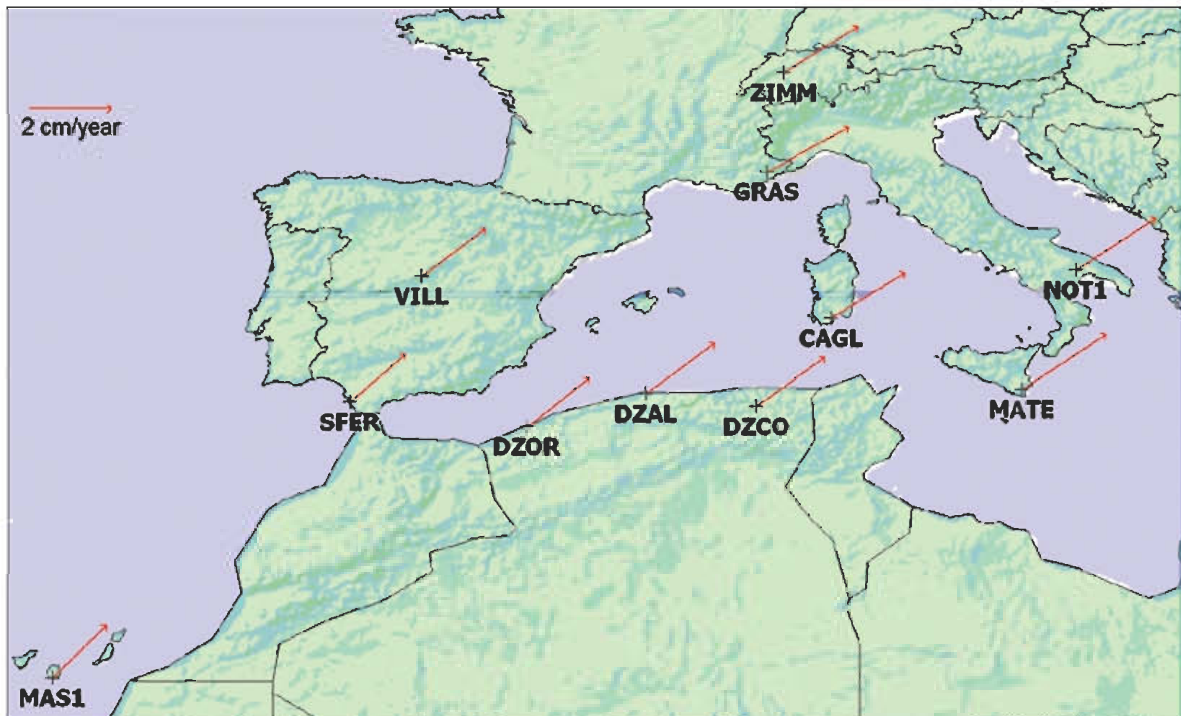 ZIMM
2 cm/year
GRAS
VILL
NOT1
CAGL
MATE
SFER
DZAL
DZCO
DZOR
MAS1